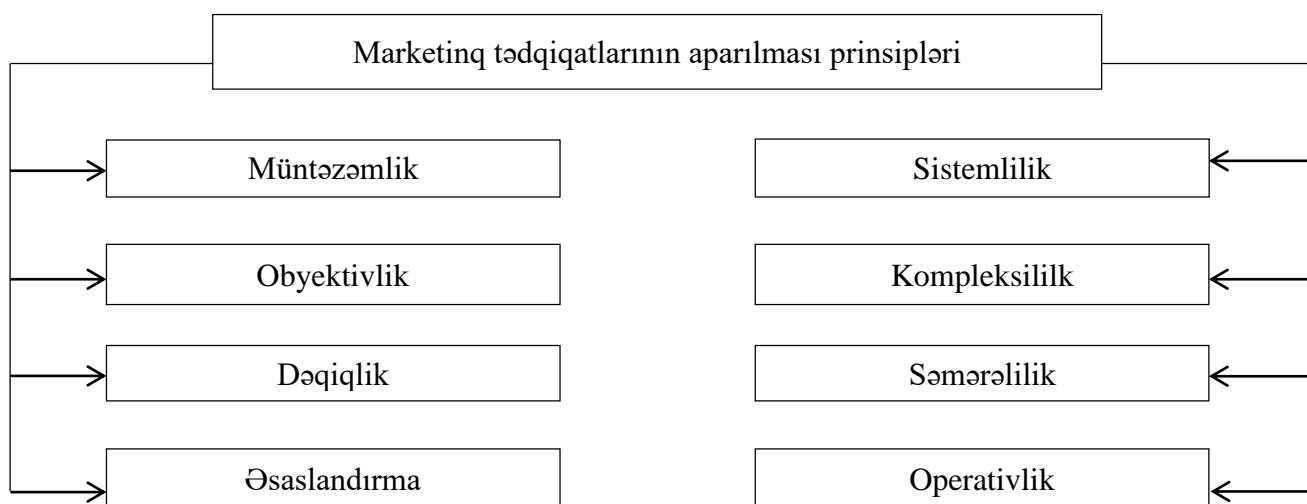 Marketinq tədqiqatlarının aparılması prinsipləri
Müntəzəmlik
Sistemlilik
Obyektivlik
Kompleksililk
Dəqiqlik
Səmərəlilik
Əsaslandırma
Operativlik